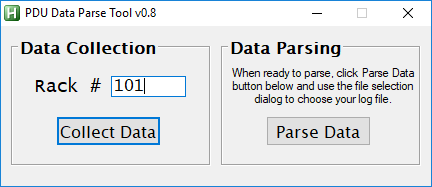 PDU Data Parse Tool v0.8
Data Collection
Rack # 101
Collect Data
Data Parsing
When ready to parse, click Parse Data
button below and use the file selection
dialog to choose your log file.
Parse Data